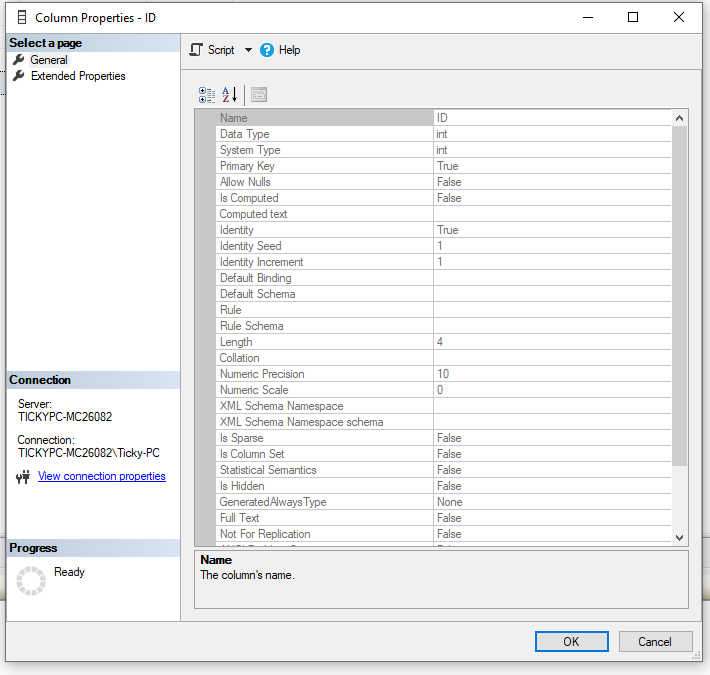 Column Properties - ID
Select a page
General
Extended Properties
Script
Help
Name ID
Data Type int
System Type int
Primary Key True
Allow Nulls False
Is Computed False
Computed text
Identity True
Identity Seed 1
Identity Increment 1
Default Binding
Default Schema
Rule
Rule Schema
Length 4
Collation
Numeric Precision 10
Numeric Scale 0
XML Schema Namespace
XML Schema Namespace schema
Is Sparse False
Is Column Set False
Statistical Semantics False
Is Hidden False
GeneratedAlwaysType None
Full Text False
Not For Replication False
Name
The column's name.
Connection
Server:
TICKYPC-MC26082
Connection:
TICKYPC-MC26082\Ticky-PC
View connection properties
Progress
Ready
OK
Cancel